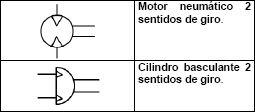 Motor neumático 2
sentidos de giro.
Cilindro basculante 2
sentidos de giro.